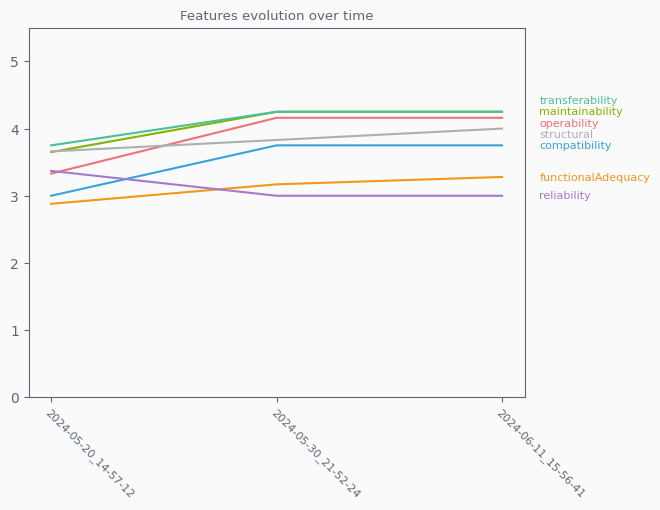 Features evolution over time
5
4
3
2
1
0
transferability
maintainability
operability
structural
compatibility
functionalAdequacy
reliability
2024-05-20_14-57-12
2024-05-30_21-52-24
2024-06-11_15-56-41